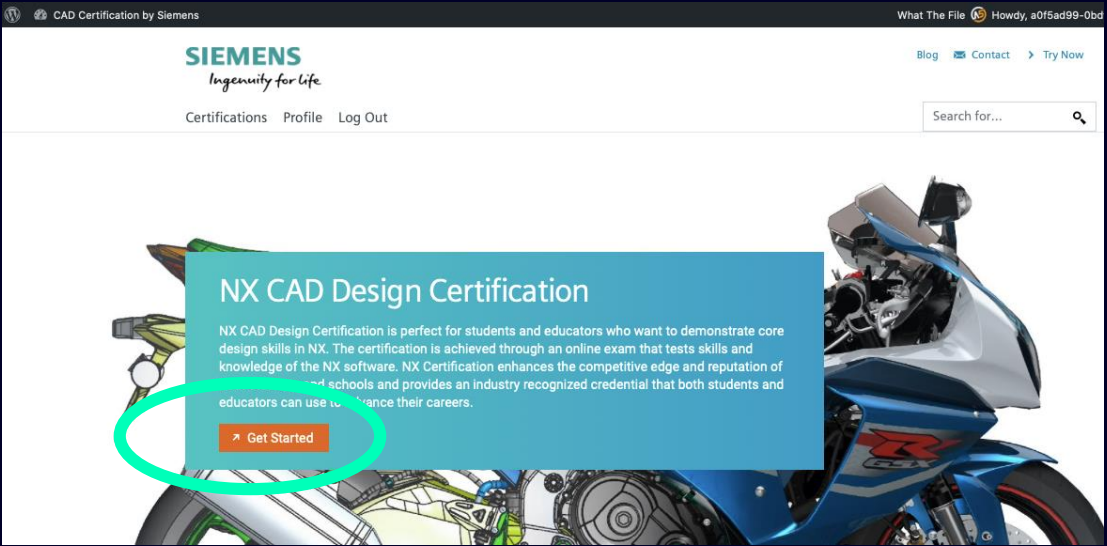 CAD Certification by Siemens
What The File
Howdy, a0f5ad99-0bd
SIEMENS
Ingenuity for life
Blog
Contact
Try Now
Certifications Profile Log Out
Search for...
NX CAD Design Certification
NX CAD Design Certification is perfect for students and educators who want to demonstrate core
design skills in NX. The certification is achieved through an online exam that tests skills and
knowledge of the NX software. NX Certification enhances the competitive edge and reputation of
schools and provides an industry recognized credential that both students and
educators can use to advance their careers.
Get Started
R
GSX